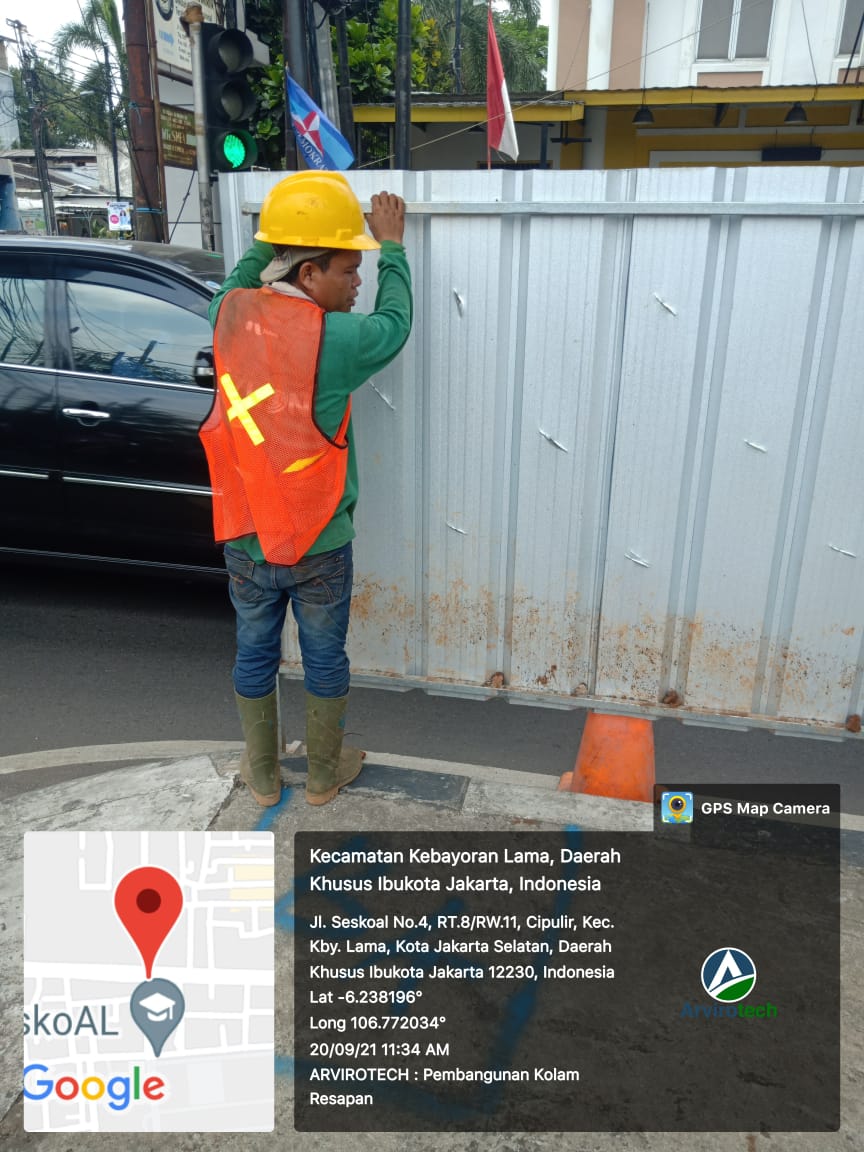 GPS Map Camera
Kecamatan Kebayoran Lama, Daerah
Khusus Ibukota Jakarta, Indonesia
Jl. Seskoal No.4, RT.8/RW.11, Cipulir, Kec.
Kby. Lama, Kota Jakarta Selatan, Daerah
Khusus Ibukota Jakarta 12230, Indonesia
Lat -6.238196°
Long 106.772034°
20/09/21 11:34 AM
ARVIROTECH : Pembangunan Kolam
Resapan
Arvirotech
skoAL
Google